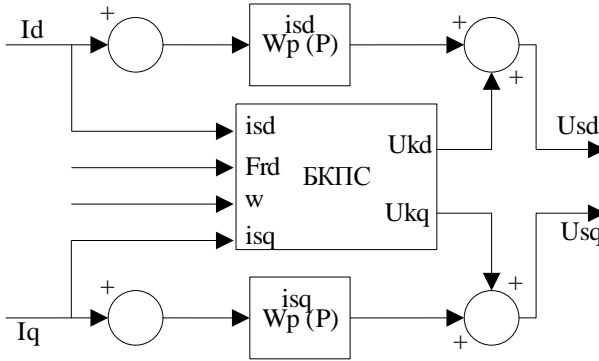 Id
+
isd
Wp (P)
+
+
Usd
isd
Frd
w
isq
БКПС
Ukd
Ukq
Usq
+
isq
Wp (P)
+
+
Iq